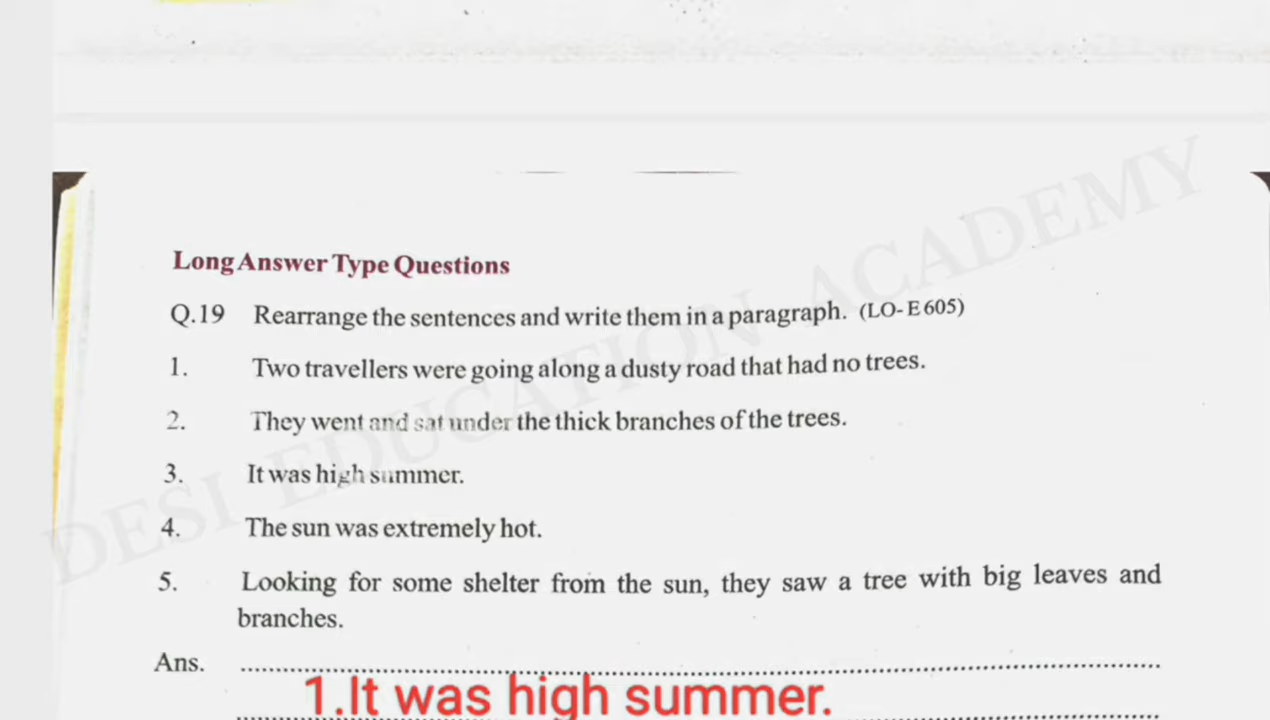 Long Answer Type Questions
Q.19 Rearrange the sentences and write them in a paragraph. (LO- E 605)
1. Two travellers were going along a dusty road that had no trees.
2. They went and sat under the thick branches of the trees.
3. It was high summer.
4. The sun was extremely hot.
5. Looking for some shelter from the sun, they saw a tree with big leaves and
branches.
Ans.
1.It was high summer.
DESI EDUCATION ACADEMY